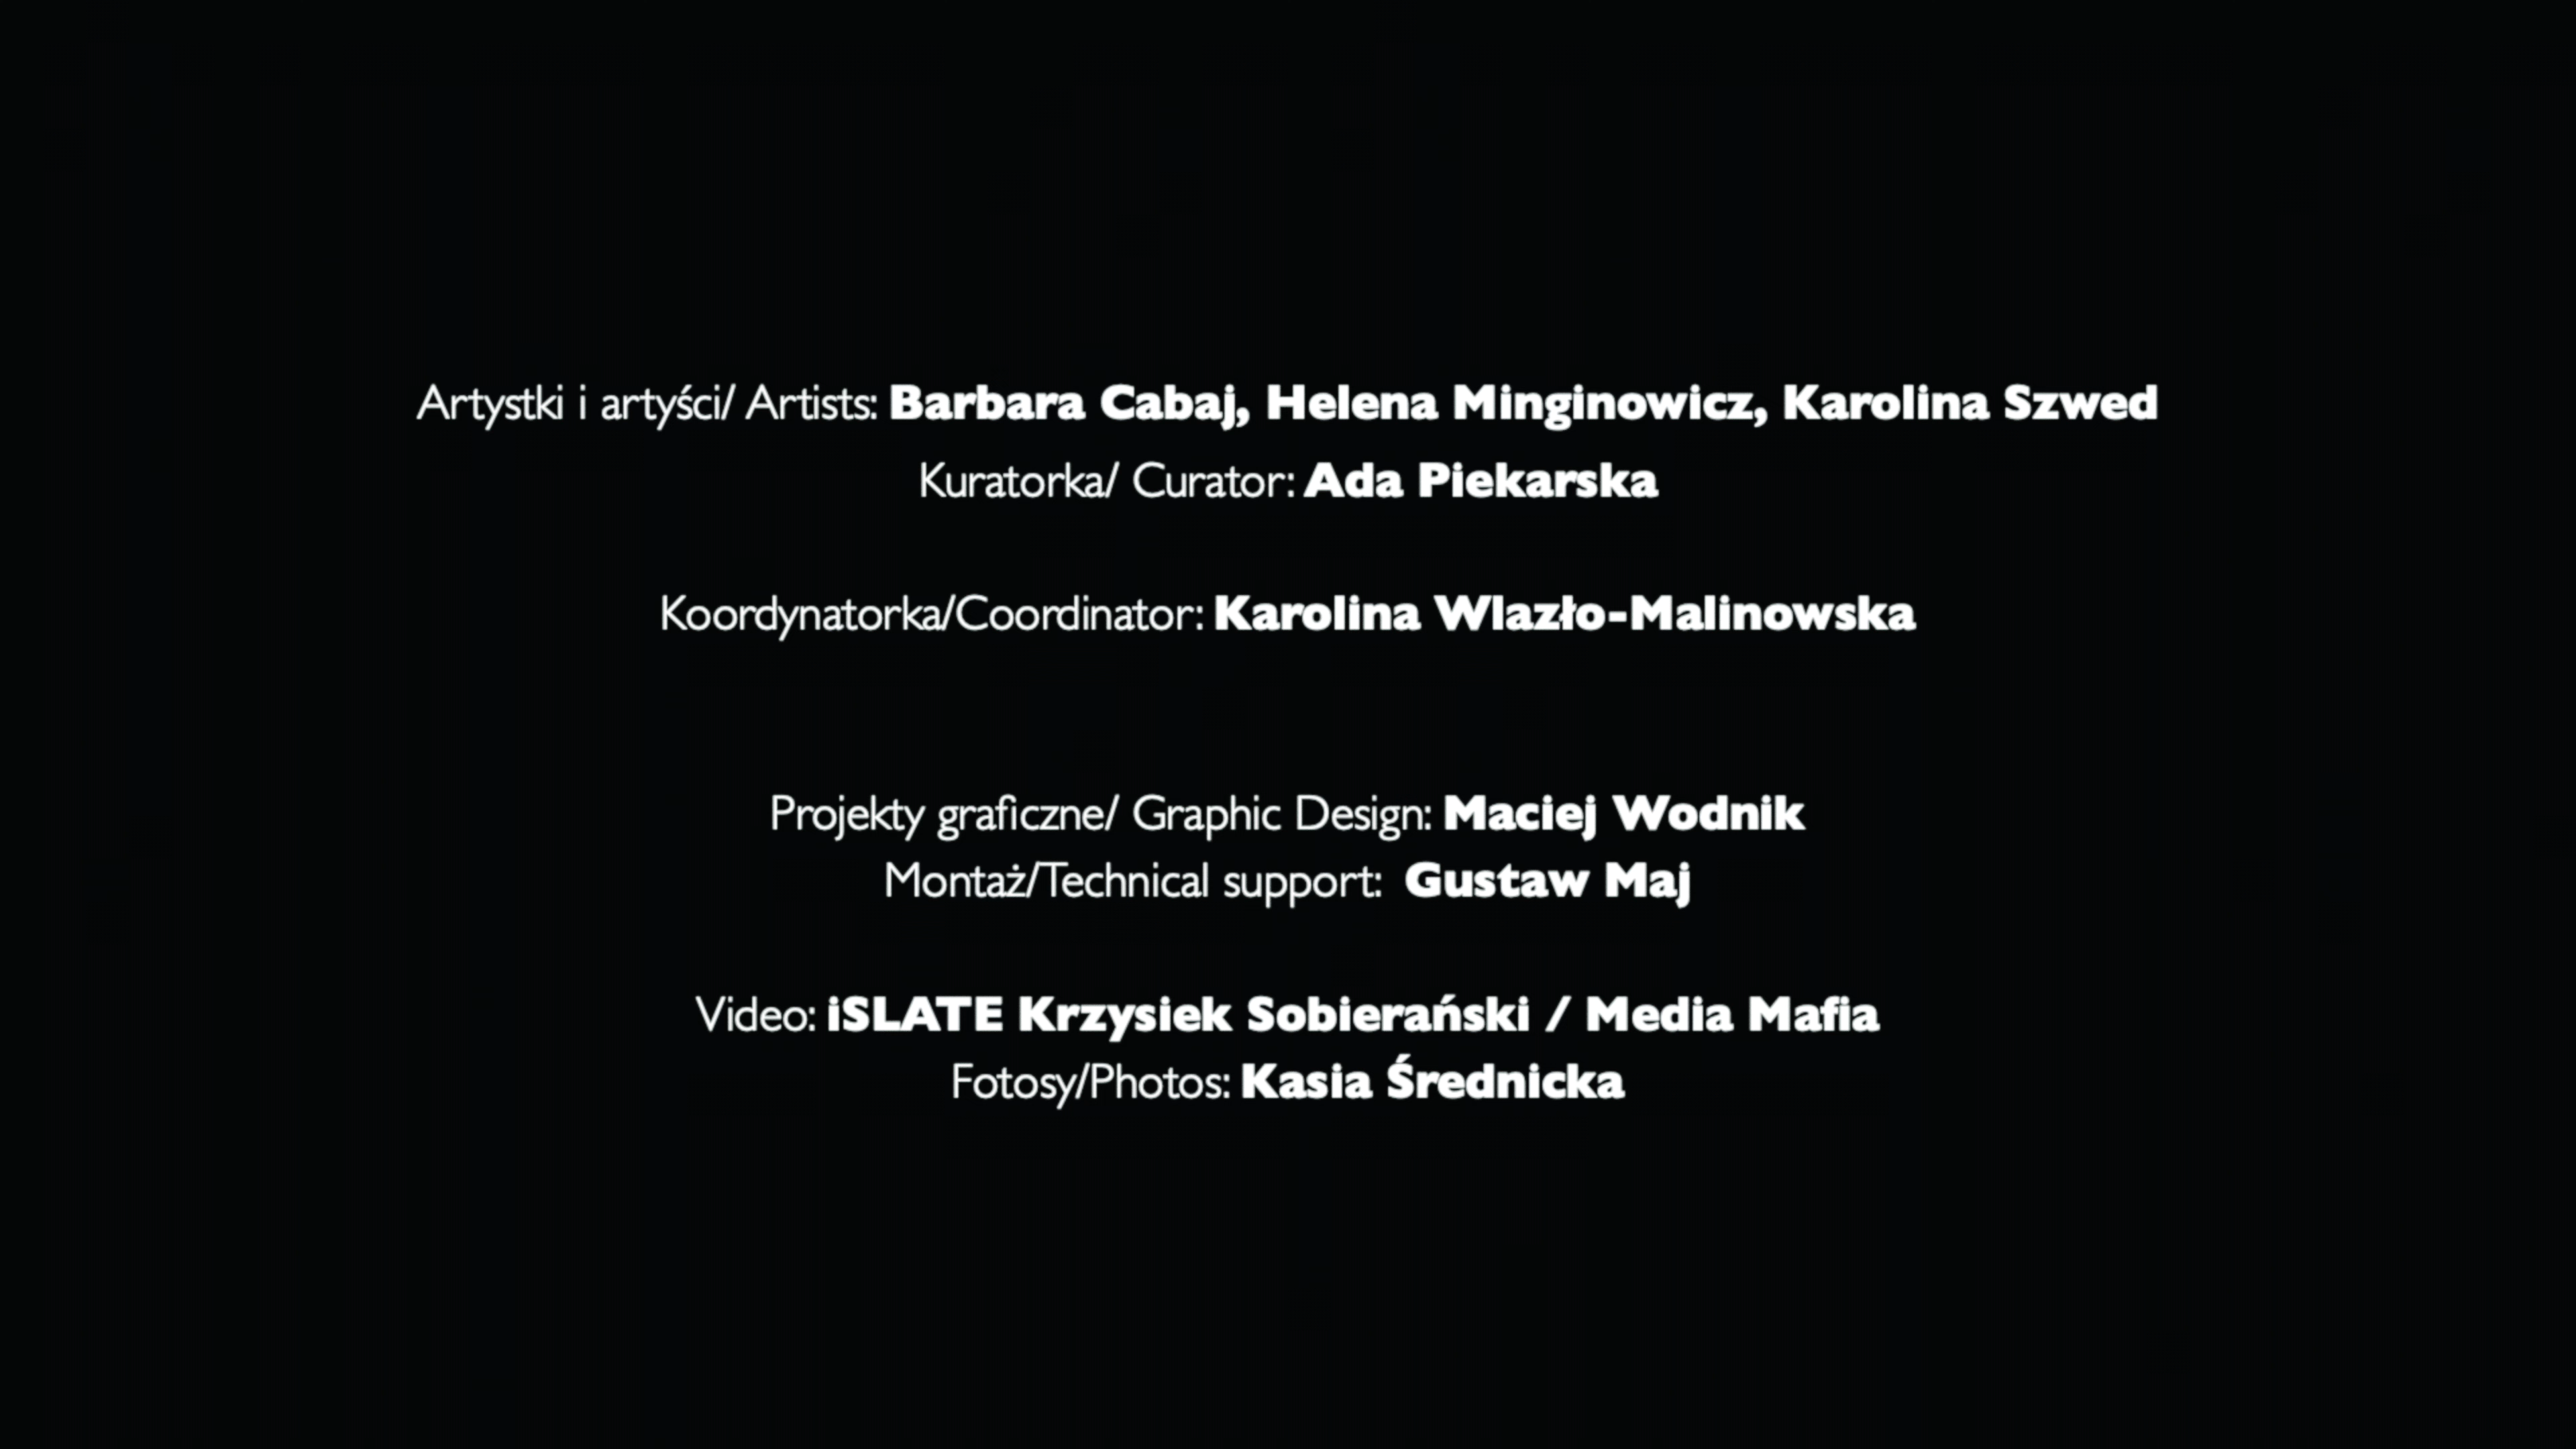 Artystki i artyści/ Artists: Barbara Cabaj, Helena Minginowicz, Karolina Szwed
Kuratorka/ Curator: Ada Piekarska
Koordynatorka/Coordinator: Karolina Wlazło-Malinowska
Projekty graficzne/ Graphic Design: Maciej Wodnik
Montaż/Technical support: Gustaw Maj
Video: iSLATE Krzysiek Sobierański / Media Mafia
Fotosy/Photos: Kasia Średnicka